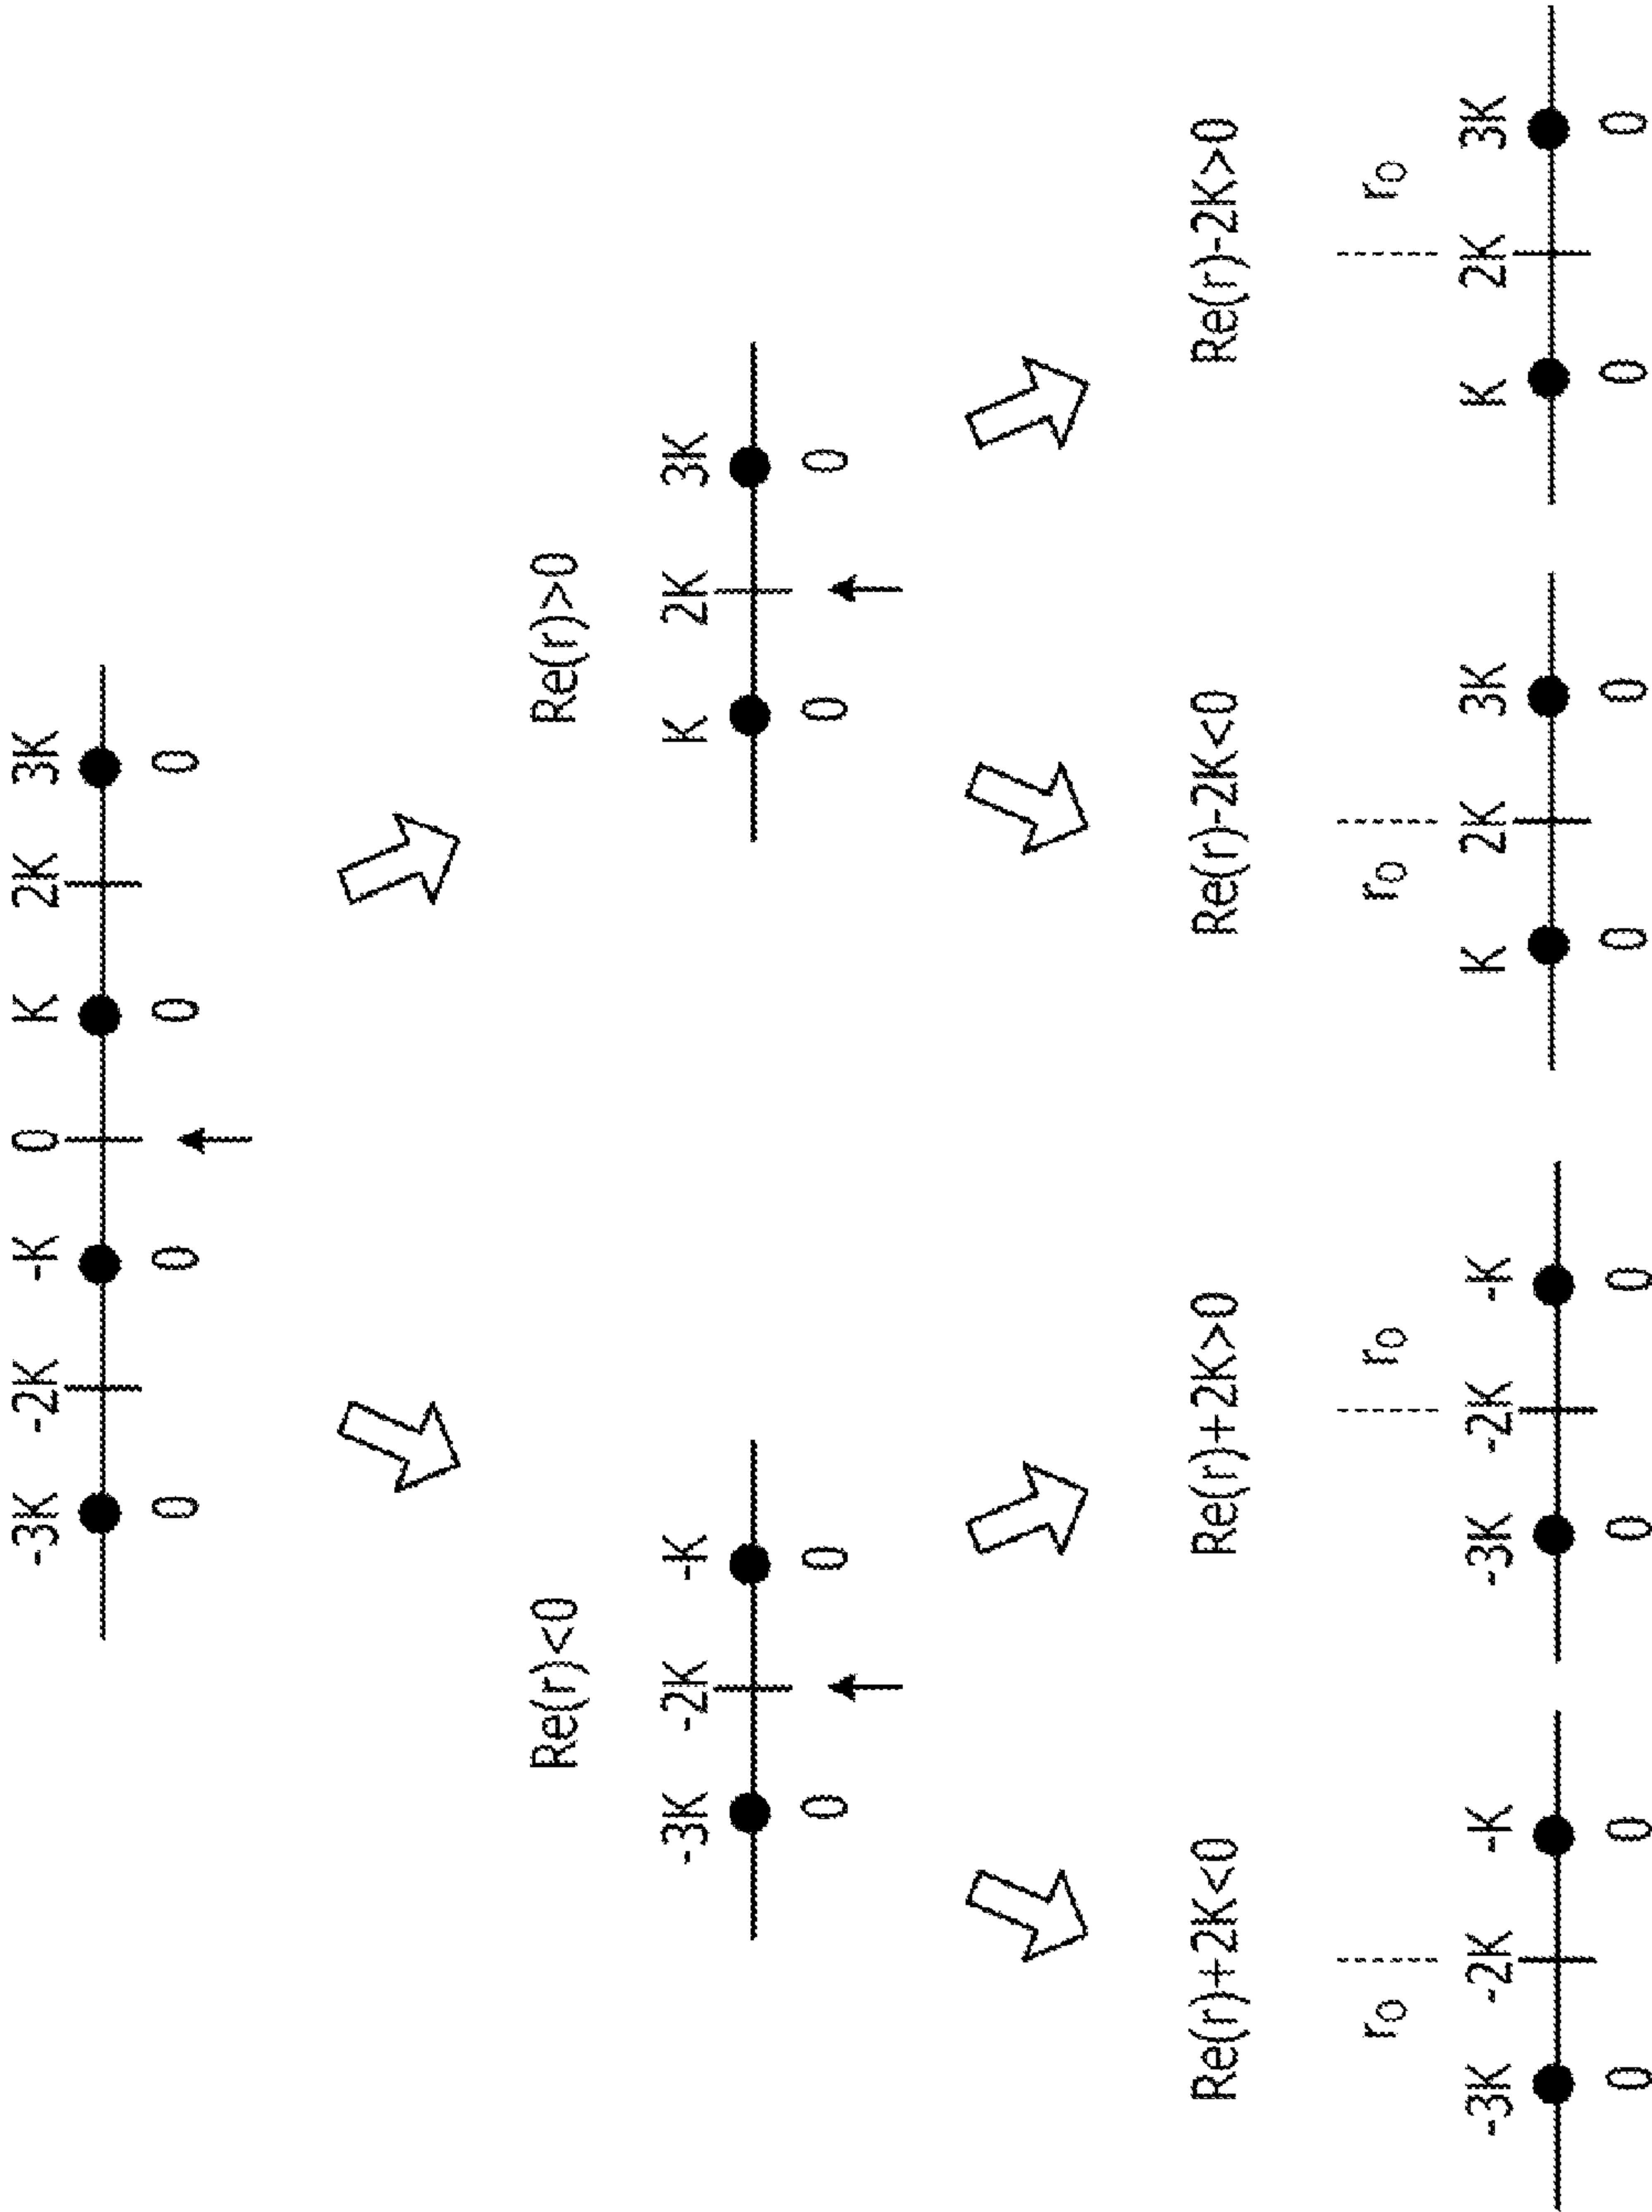 -3K -2K -K 0 K 2K 3K
0 0 0 0
Re(r)<0 Re(r)>0
-3K -2K -K K 2K 3K
0 0 0 0
Re(r)+2K<0 Re(r)+2K>0 Re(r)-2K<0 Re(r)-2K>0
r0 r0 r0 r0
-3K -2K -K -3K -2K -K K 2K 3K K 2K 3K
0 0 0 0 0 0 0 0